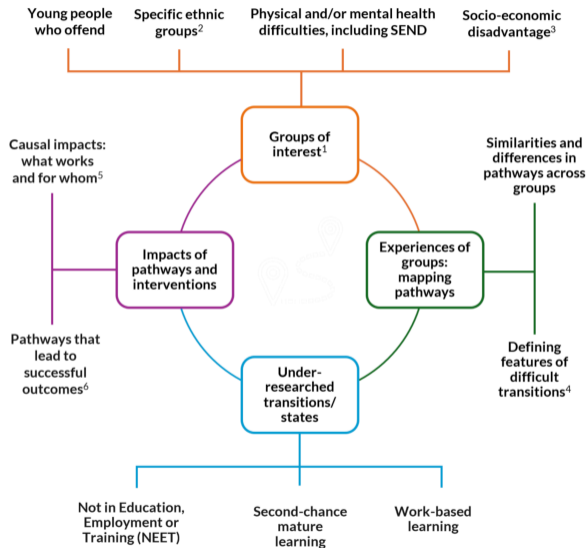 Young people
who offend
Specific ethnic
groups²
Physical and/or mental health
difficulties, including SEND
Socio-economic
disadvantage³
Groups of
interest¹
Causal impacts:
what works
and for whom⁵
Similarities and
differences in
pathways across
groups
Impacts of
pathways and
interventions
Experiences of
groups:
mapping
pathways
Pathways that
lead to
successful
outcomes⁶
Defining
features of
difficult
transitions⁴
Under-
researched
transitions/
states
Not in Education,
Employment or
Training (NEET)
Second-chance
mature
learning
Work-based
learning